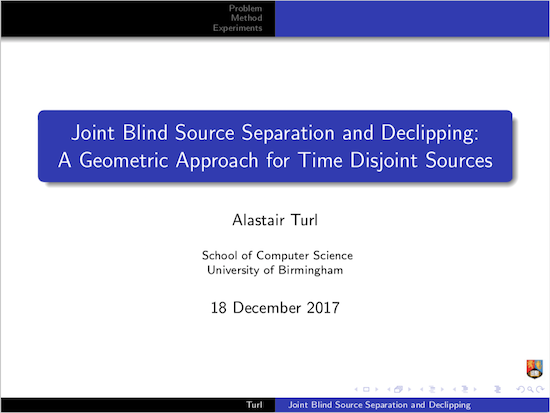 Problem
Method
Experiments
Joint Blind Source Separation and Declipping:
A Geometric Approach for Time Disjoint Sources
Alastair Turl
School of Computer Science
University of Birmingham
18 December 2017
Turl
Joint Blind Source Separation and Declipping